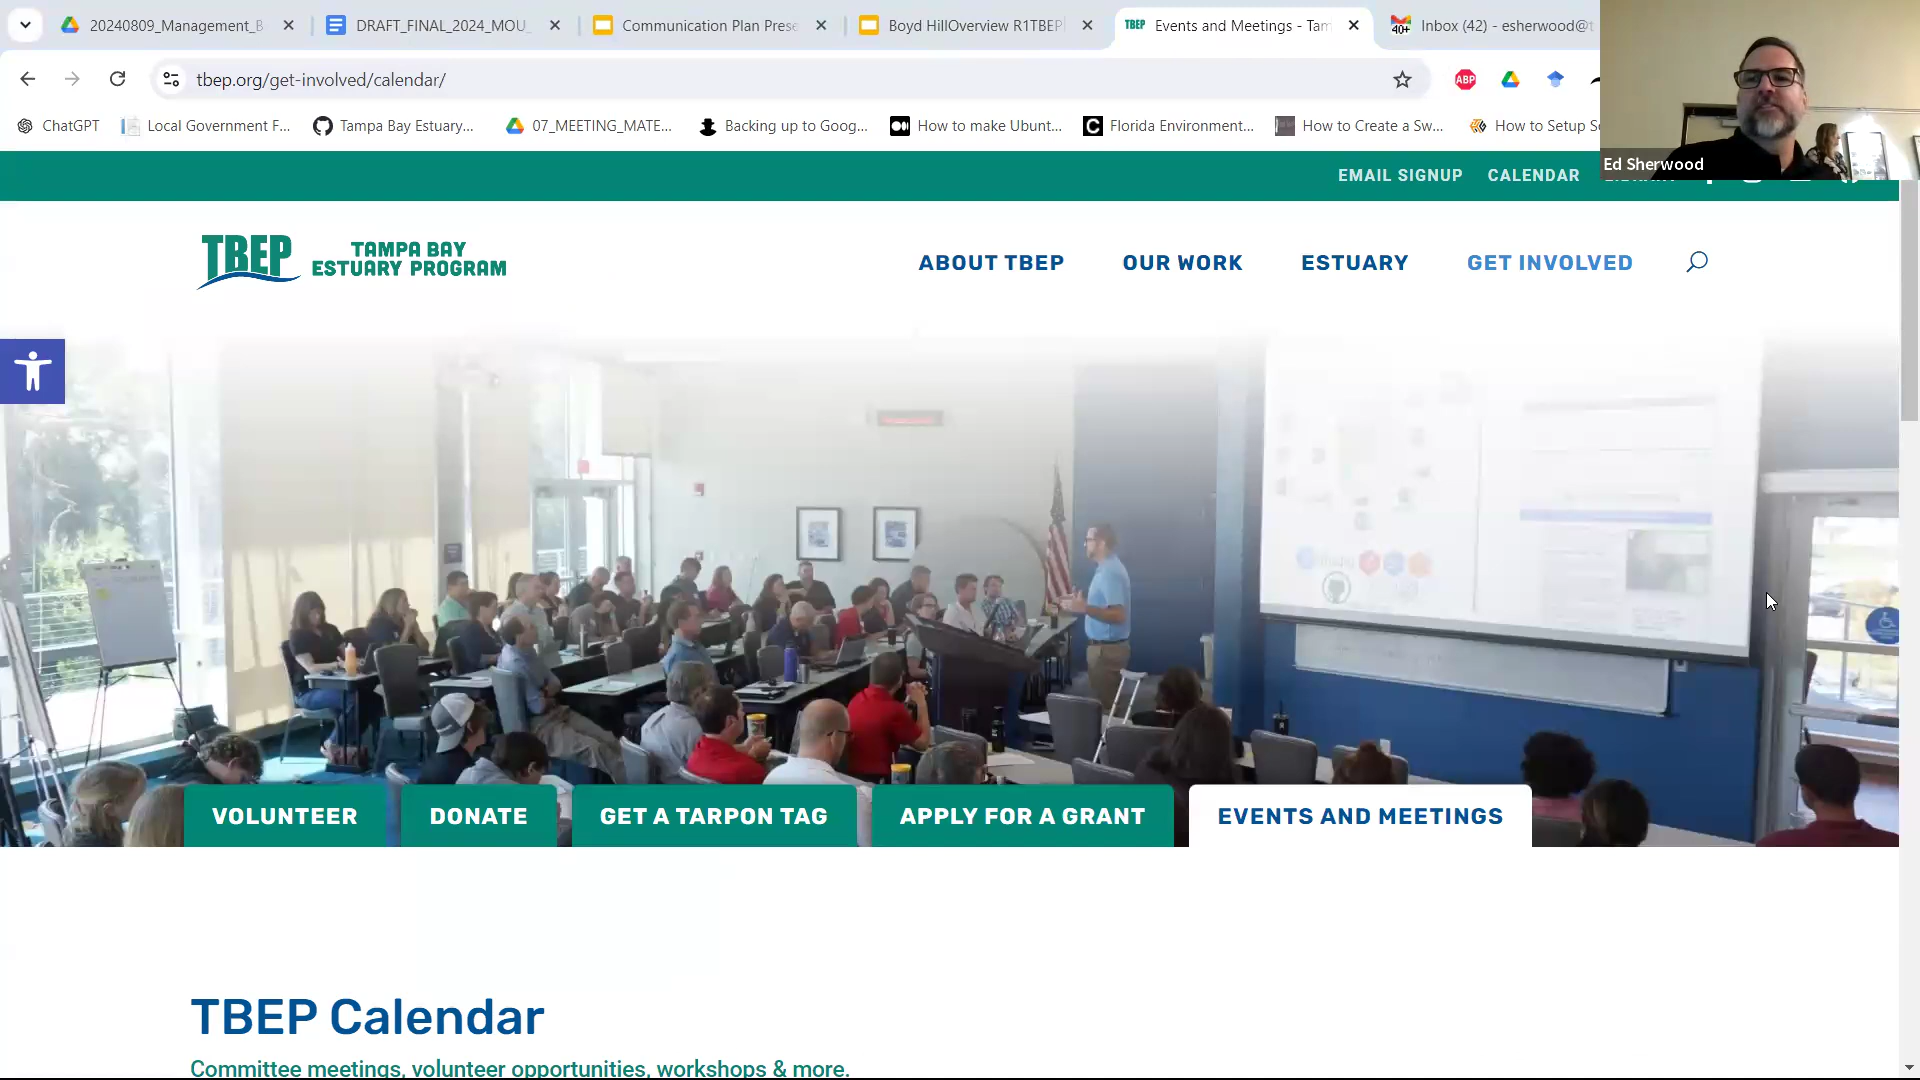 20240809_Management_B
DRAFT_FINAL_2024_MOU_
Communication Plan Prese
Boyd HillOverview R1TBEP
TBEP
Events and Meetings - Tam
40+
Inbox (42) - esherwood@t
tbep.org/get-involved/calendar/
ABP
ChatGPT
Local Government F...
Tampa Bay Estuary...
07_MEETING_MATE...
Backing up to Goog...
How to make Ubunt...
Florida Environment...
How to Create a Sw...
How to Setup S
Ed Sherwood
EMAIL SIGNUP
CALENDAR
TBEP
TAMPA BAY
ESTUARY PROGRAM
ABOUT TBEP
OUR WORK
ESTUARY
GET INVOLVED
VOLUNTEER
DONATE
GET A TARPON TAG
APPLY FOR A GRANT
EVENTS AND MEETINGS
TBEP Calendar
Committee meetings, volunteer opportunities, workshops & more.